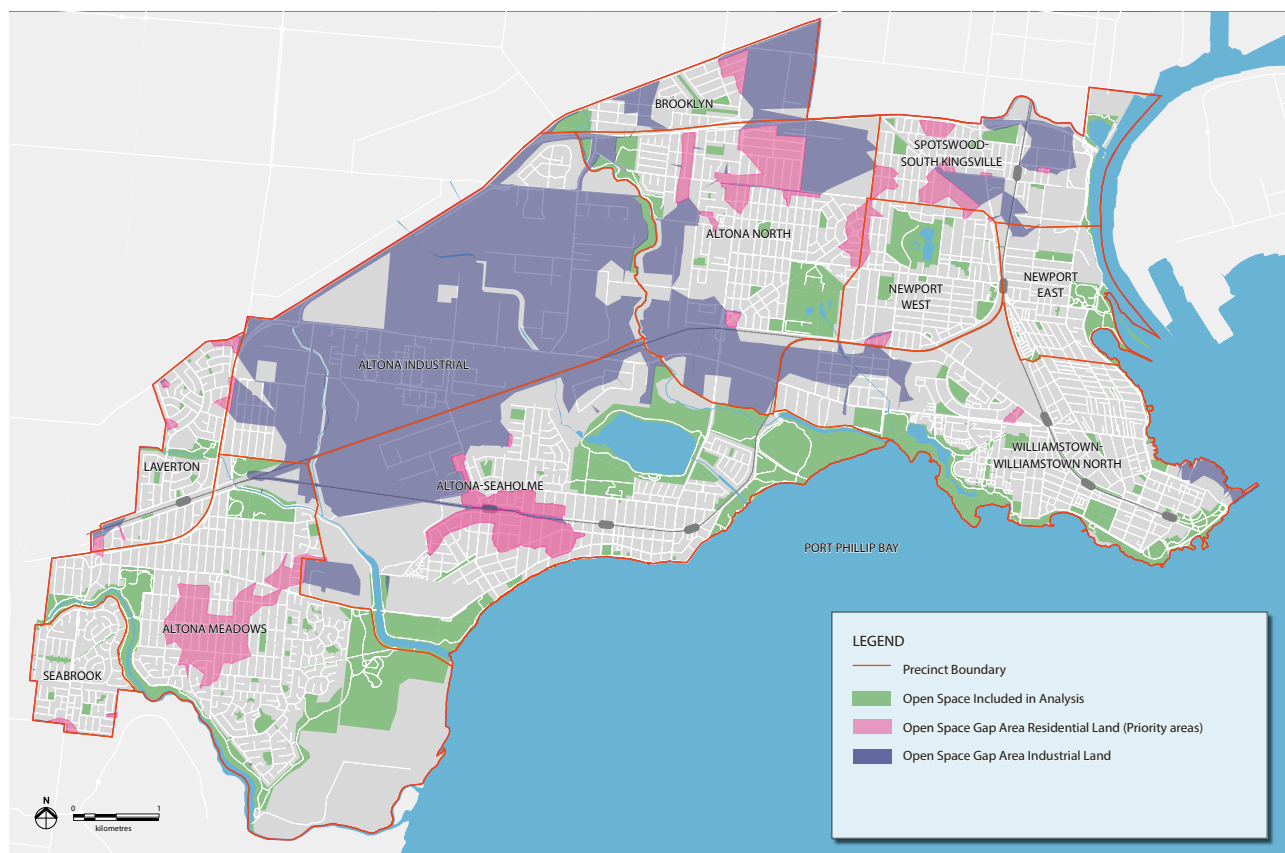 BROOKLYN
SPOTSWOOD-
SOUTH KINGSVILLE
ALTONA NORTH
NEWPORT
WEST
NEWPORT
EAST
ALTONA INDUSTRIAL
LAVERTON
ALTONA-SEAHOLME
WILLIAMSTOWN-
WILLIAMSTOWN NORTH
PORT PHILLIP BAY
ALTONA MEADOWS
SEABROOK
LEGEND
Precinct Boundary
Open Space Included in Analysis
Open Space Gap Area Residential Land (Priority areas)
Open Space Gap Area Industrial Land
N
0 1
kilometres